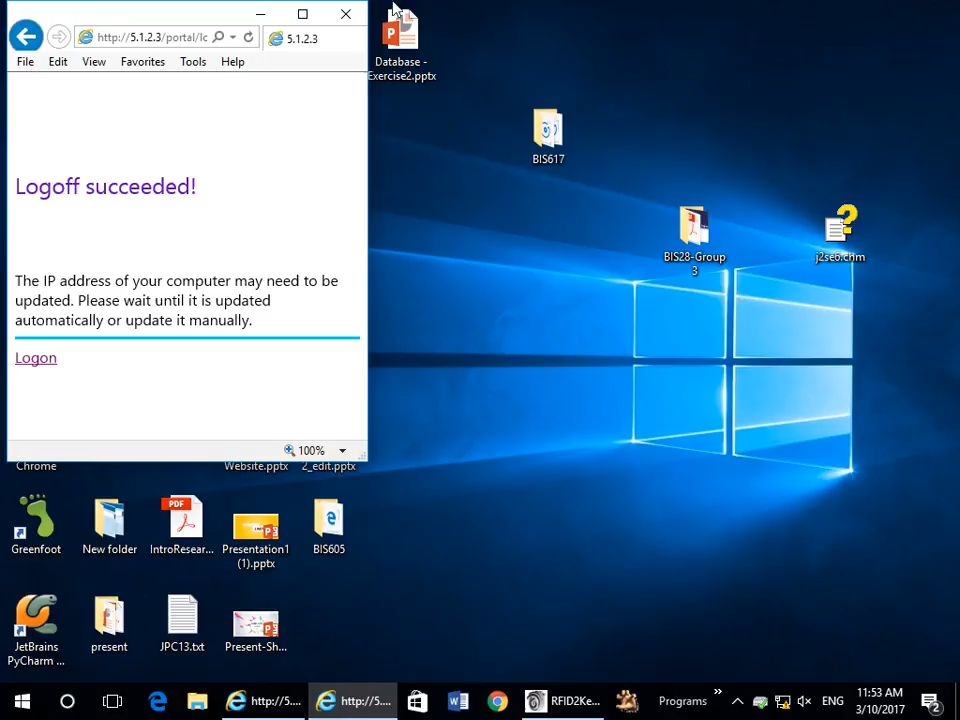 http://5.1.2.3/portal/lc
5.1.2.3
File Edit View Favorites Tools Help
Logoff succeeded!
The IP address of your computer may need to be
updated. Please wait until it is updated
automatically or update it manually.
Logon
100%
Database -
Exercise2.pptx
BIS617
BIS28-Group
3
j2se6.chm
Chrome
Website.pptx
2_edit.pptx
Greenfoot
New folder
PDF
IntroResear...
Presentation1
(1).pptx
BIS605
JetBrains
PyCharm ...
present
JPC13.txt
Present-Sh...
http://5....
http://5....
RFID2Ke...
Programs
ENG
11:53 AM
3/10/2017
2